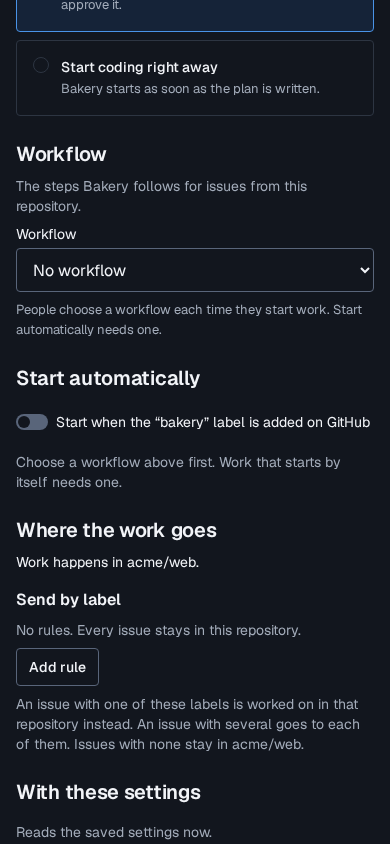 approve it.
Start coding right away
Bakery starts as soon as the plan is written.
Workflow
The steps Bakery follows for issues from this
repository.
Workflow
No workflow
People choose a workflow each time they start work. Start
automatically needs one.
Start automatically
Start when the “bakery” label is added on GitHub
Choose a workflow above first. Work that starts by
itself needs one.
Where the work goes
Work happens in acme/web.
Send by label
No rules. Every issue stays in this repository.
Add rule
An issue with one of these labels is worked on in that
repository instead. An issue with several goes to each
of them. Issues with none stay in acme/web.
With these settings
Reads the saved settings now.